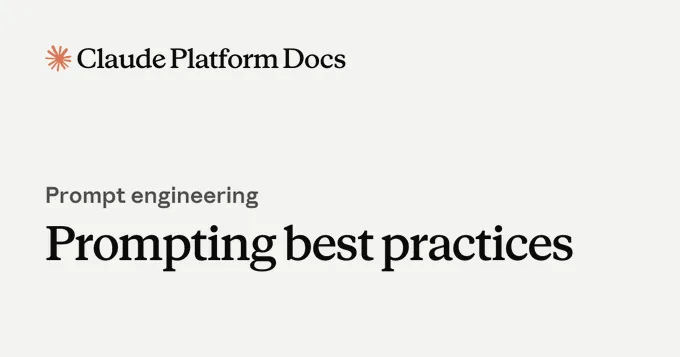 Claude Platform Docs
Prompt engineering
Prompting best practices